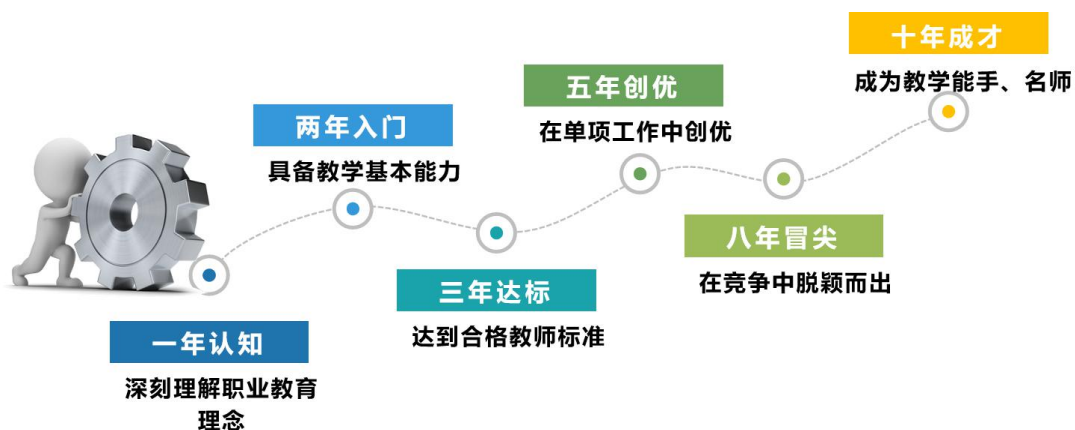 一年认知
深刻理解职业教育
理念
两年入门
具备教学基本能力
三年达标
达到合格教师标准
五年创优
在单项工作中创优
八年冒尖
在竞争中脱颖而出
十年成才
成为教学能手、名师